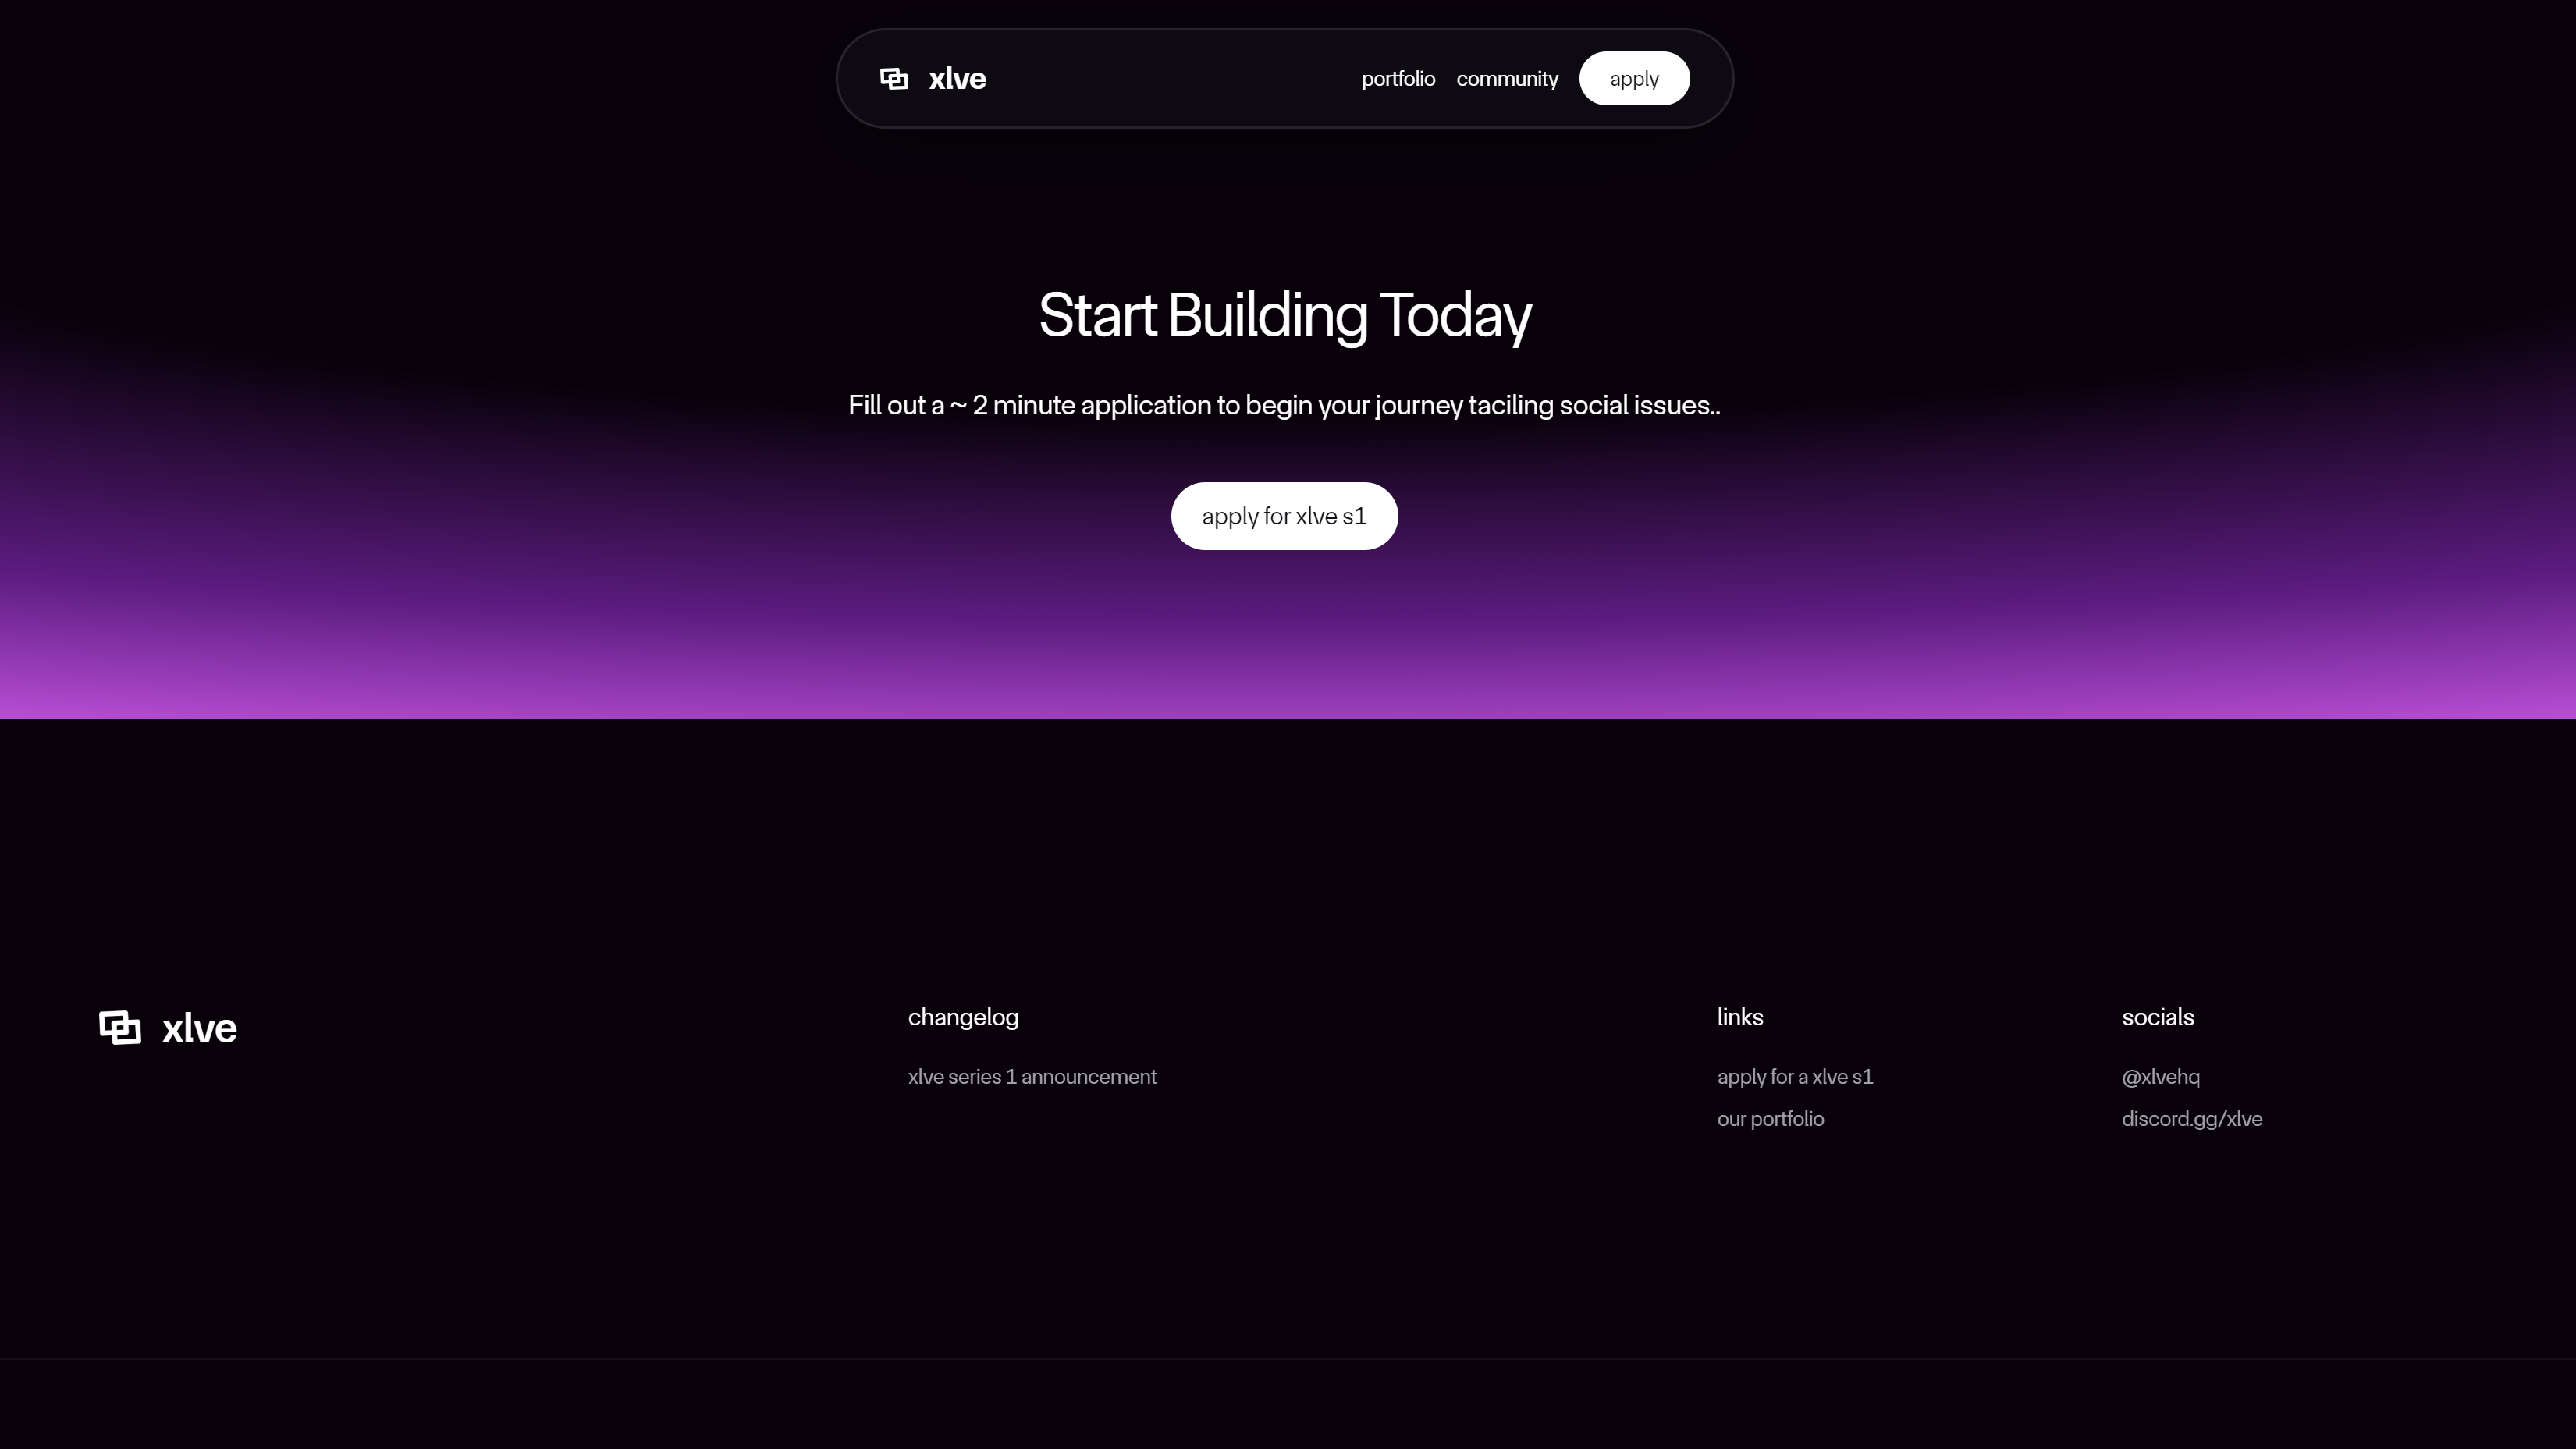 xlve
portfolio community apply
Start Building Today
Fill out a ~ 2 minute application to begin your journey taciling social issues..
apply for xlve s1
xlve
changelog
xlve series 1 announcement
links
apply for a xlve s1
our portfolio
socials
@xlvehq
discord.gg/xlve